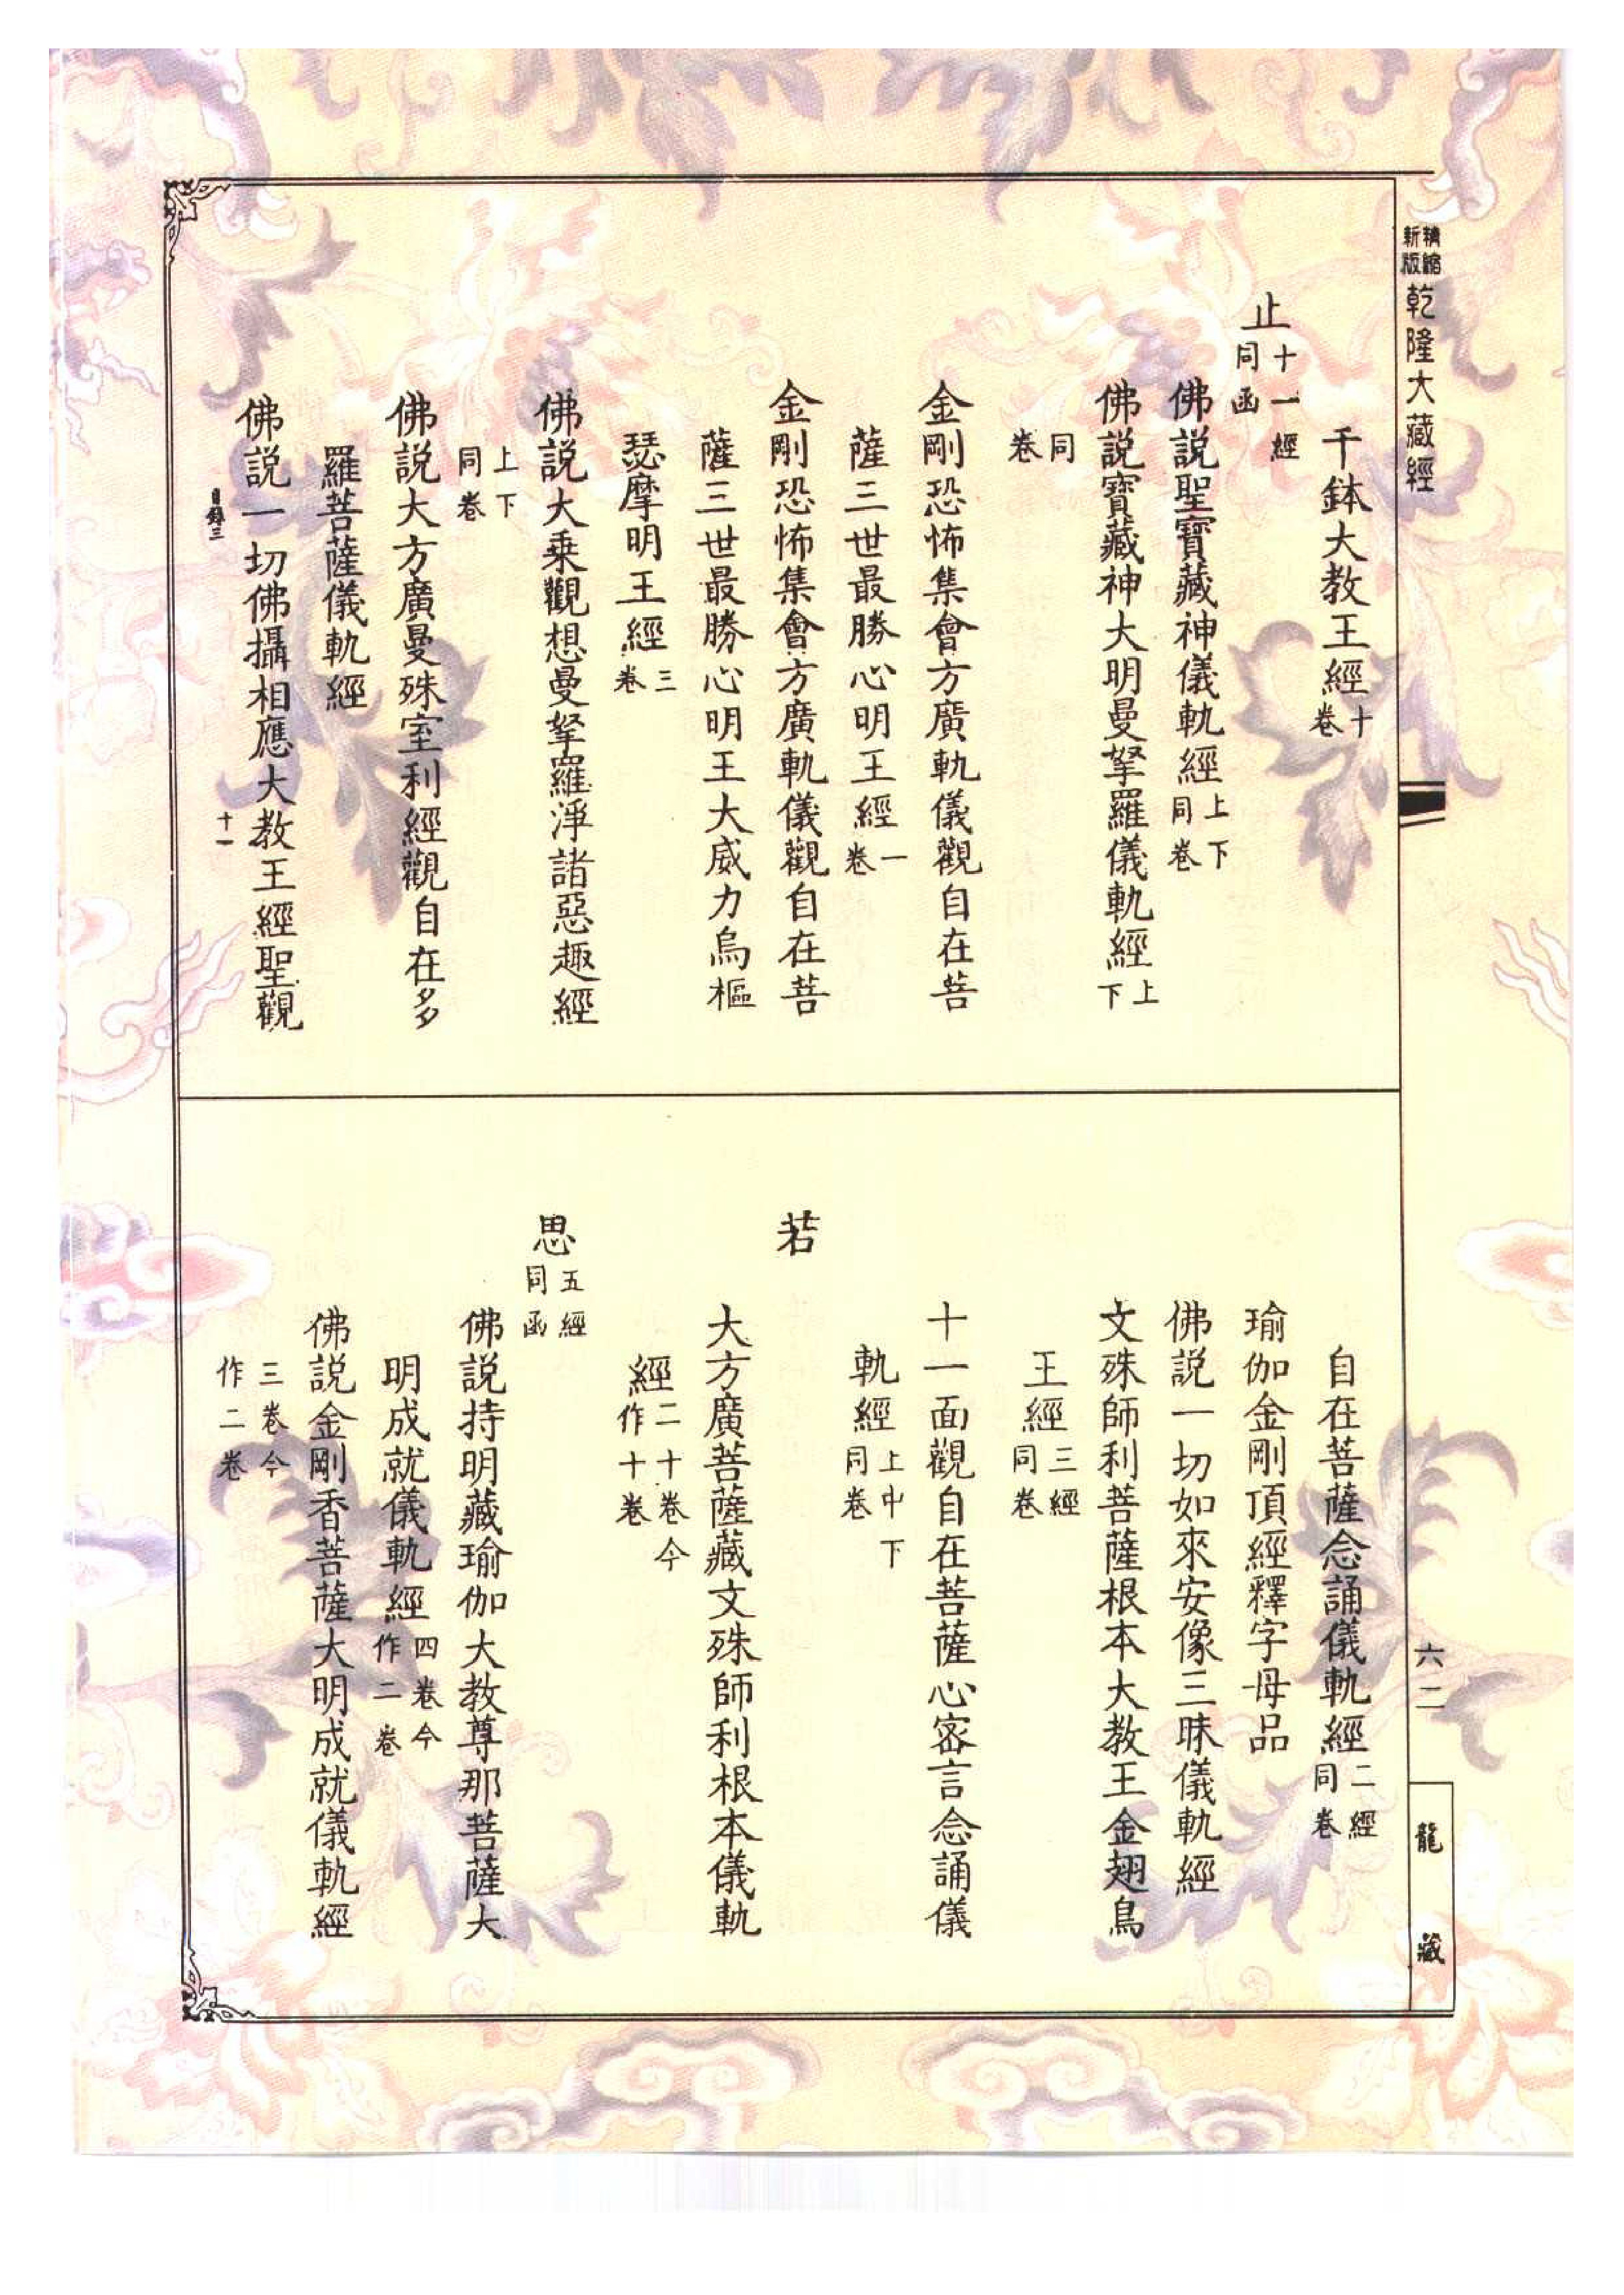 精縮新版乾隆大藏經
千鉢大教王經十卷
止十一經同函
佛説聖寶藏神儀軌經上下同卷
佛説寶藏神大明曼拏羅儀軌經上下
同卷
金剛恐怖集會方廣軌儀觀自在菩
薩三世最勝心明王經一卷
金剛恐怖集會方廣軌儀觀自在菩
薩三世最勝心明王大威力烏樞
瑟摩明王經三卷
佛説大乘觀想曼拏羅淨諸惡趣經
上下同卷
佛説大方廣曼殊室利經觀自在多
羅菩薩儀軌經
佛説一切佛攝相應大教王經聖觀
目録三
十一
自在菩薩念誦儀軌經二經同卷
瑜伽金剛頂經釋字母品
佛説一切如來安像三昧儀軌經
文殊師利菩薩根本大教王金翅鳥
王經三經同卷
十一面觀自在菩薩心密言念誦儀
軌經上中下同卷
若
大方廣菩薩藏文殊師利根本儀軌
經二十卷今作十卷
思五經同函
佛説持明藏瑜伽大教尊那菩薩大
明成就儀軌經四卷今作二卷
佛説金剛香菩薩大明成就儀軌經
三卷今作二卷
六二
龍藏